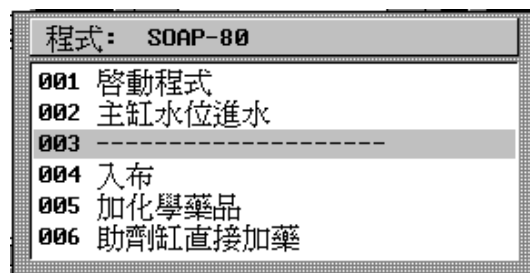 程式: SOAP-80
001 啓動程式
002 主缸水位進水
003 --------------------
004 入布
005 加化學藥品
006 助劑缸直接加藥